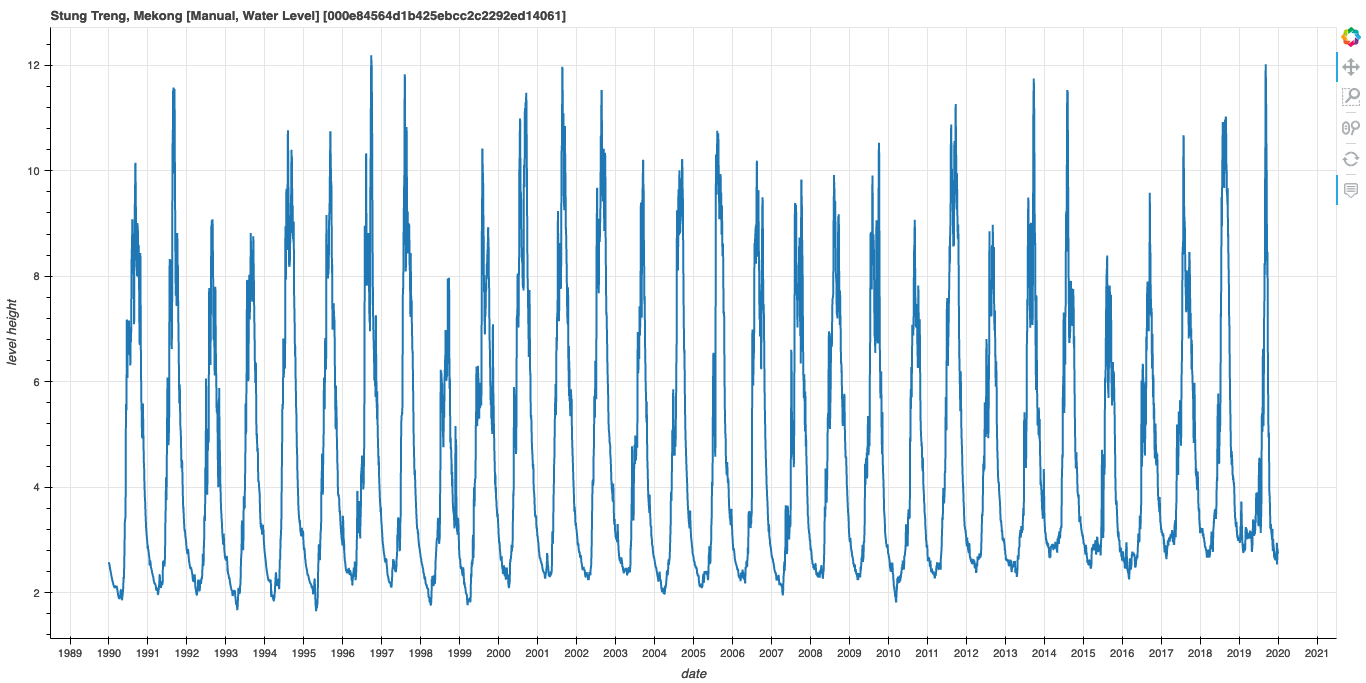 Stung Treng, Mekong [Manual, Water Level] [000e84564d1b425ebcc2c2292ed14061]
12
10
8
6
4
2
level height
1989 1990 1991 1992 1993 1994 1995 1996 1997 1998 1999 2000 2001 2002 2003 2004 2005 2006 2007 2008 2009 2010 2011 2012 2013 2014 2015 2016 2017 2018 2019 2020 2021
date